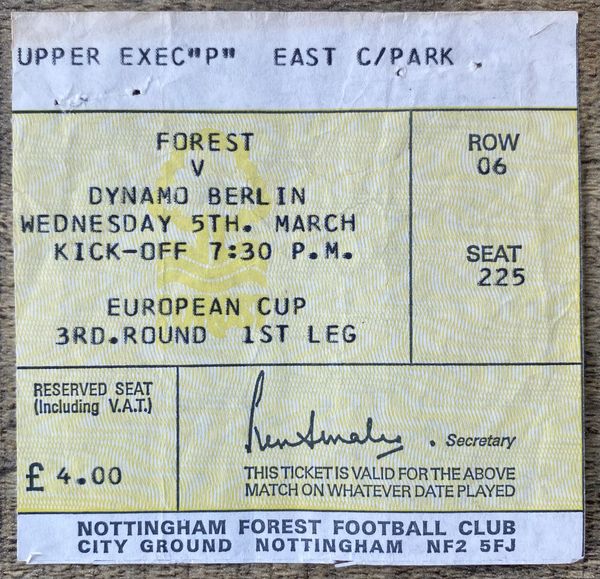 UPPER EXEC"P" EAST C/PARK
FOREST
V
DYNAMO BERLIN
WEDNESDAY 5TH. MARCH
KICK-OFF 7:30 P.M.
EUROPEAN CUP
3RD.ROUND 1ST LEG
ROW
06
SEAT
225
RESERVED SEAT
(Including V.A.T.)
£ 4.00
Ken Smales . Secretary
THIS TICKET IS VALID FOR THE ABOVE
MATCH ON WHATEVER DATE PLAYED
NOTTINGHAM FOREST FOOTBALL CLUB
CITY GROUND NOTTINGHAM NF2 5FJ